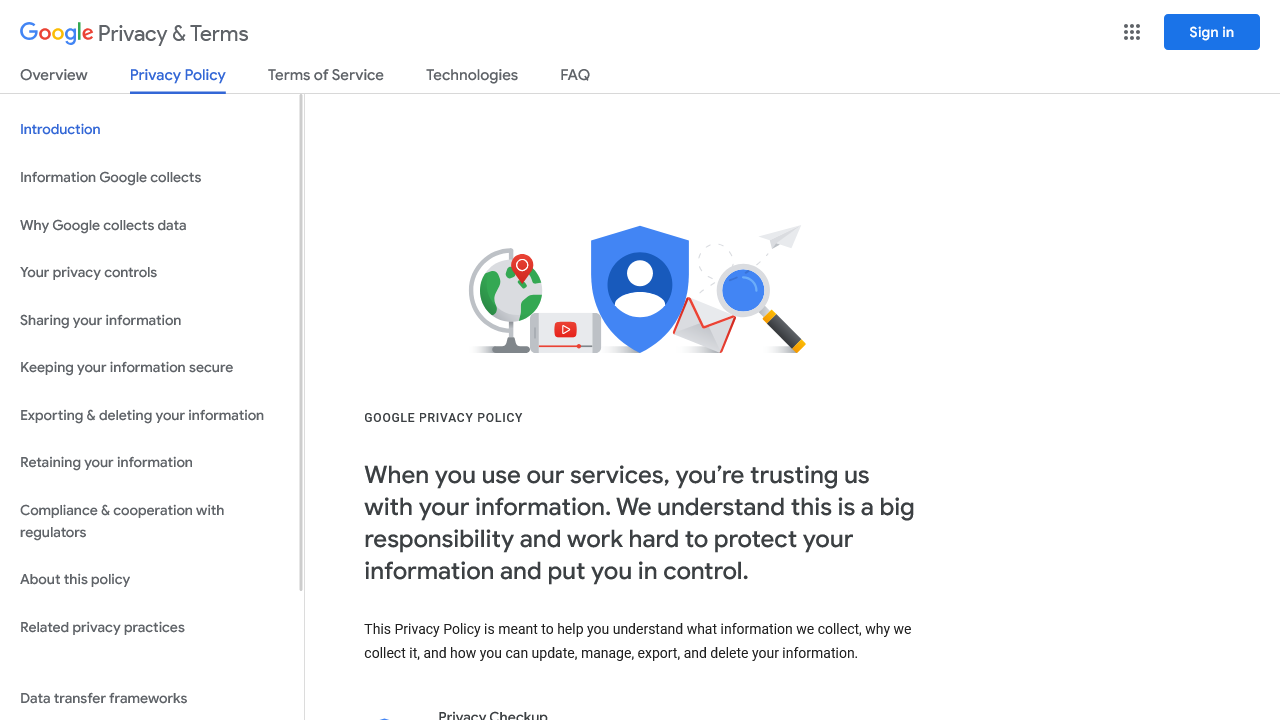 Google Privacy & Terms
Sign in
Overview
Privacy Policy
Terms of Service
Technologies
FAQ
Introduction
Information Google collects
Why Google collects data
Your privacy controls
Sharing your information
Keeping your information secure
Exporting & deleting your information
Retaining your information
Compliance & cooperation with
regulators
About this policy
Related privacy practices
Data transfer frameworks
GOOGLE PRIVACY POLICY
When you use our services, you’re trusting us
with your information. We understand this is a big
responsibility and work hard to protect your
information and put you in control.
This Privacy Policy is meant to help you understand what information we collect, why we
collect it, and how you can update, manage, export, and delete your information.
Privacy Checkup